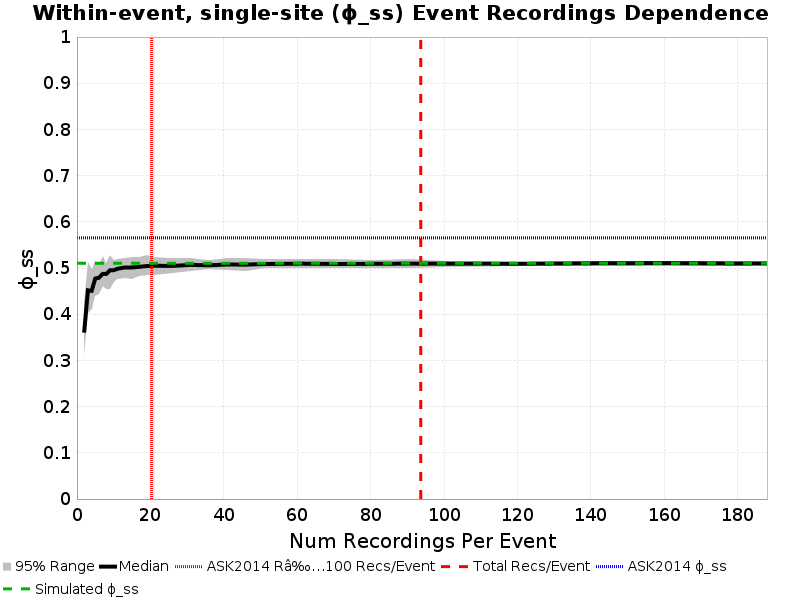 Within-event, single-site (ϕ_ss) Event Recordings Dependence
1
0.9
0.8
0.7
0.6
0.5
0.4
0.3
0.2
0.1
0
ϕ_ss
0 20 40 60 80 100 120 140 160 180
Num Recordings Per Event
95% Range Median ASK2014 Râ‰…100 Recs/Event Total Recs/Event ASK2014 ϕ_ss
Simulated ϕ_ss